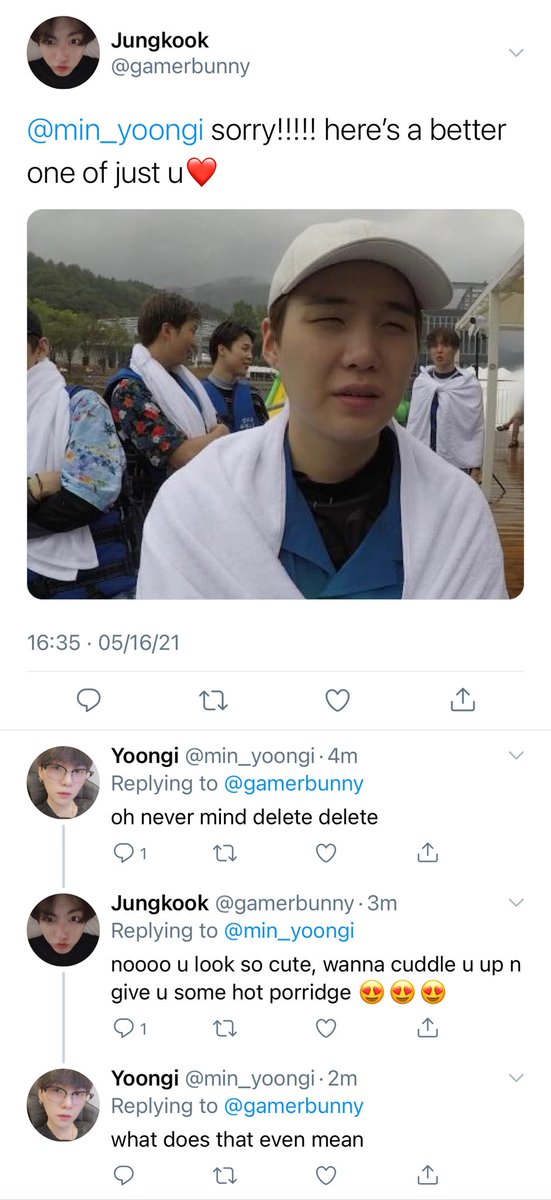 Jungkook
@gamerbunny
@min_yoongi sorry!!!!! here’s a better
one of just u❤️
16:35 · 05/16/21
Yoongi @min_yoongi · 4m
Replying to @gamerbunny
oh never mind delete delete
1
Jungkook @gamerbunny · 3m
Replying to @min_yoongi
noooo u look so cute, wanna cuddle u up n
give u some hot porridge 😍 😍 😍
1
Yoongi @min_yoongi · 2m
Replying to @gamerbunny
what does that even mean